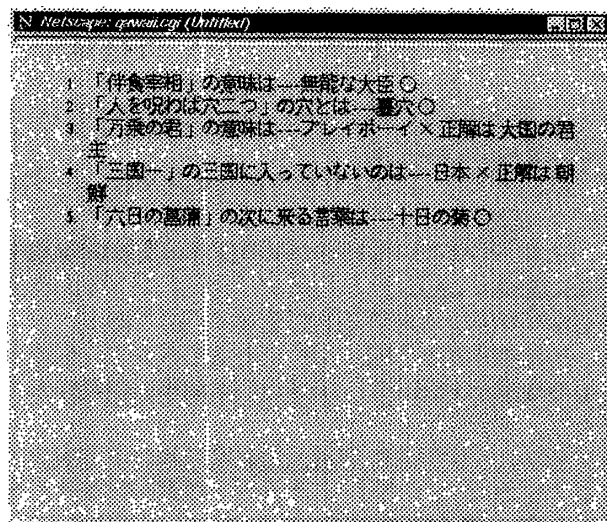 Netscape: qawaii.cgi (Untitled)
1 「伴食宰相」の意味は---無能な大臣○
2 「人を呪わば穴二つ」の穴とは---墓穴○
3 「万乗の君」の意味は---プレイボーイ×正解は大国の君
主
4 「三国一」の三国に入っていないのは---日本×正解は朝
鮮
5 「六日の菖蒲」の次に来る言葉は---十日の菊○